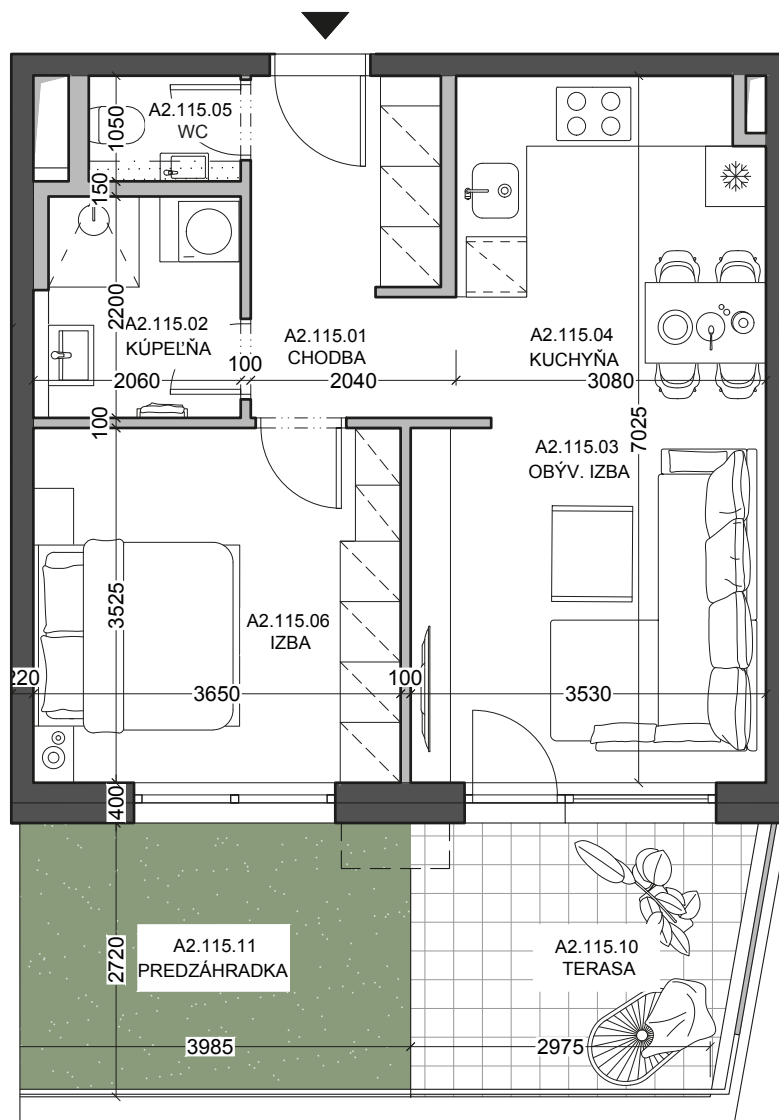 A2.115.05
WC
1050
150
2200
A2.115.02
KÚPEĽŇA
100
2060
A2.115.01
CHODBA
2040
A2.115.04
KUCHYŇA
3080
100
7025
A2.115.03
OBÝV. IZBA
3525
A2.115.06
IZBA
220
3650
100
3530
400
2720
A2.115.11
PREDZÁHRADKA
A2.115.10
TERASA
3985
2975